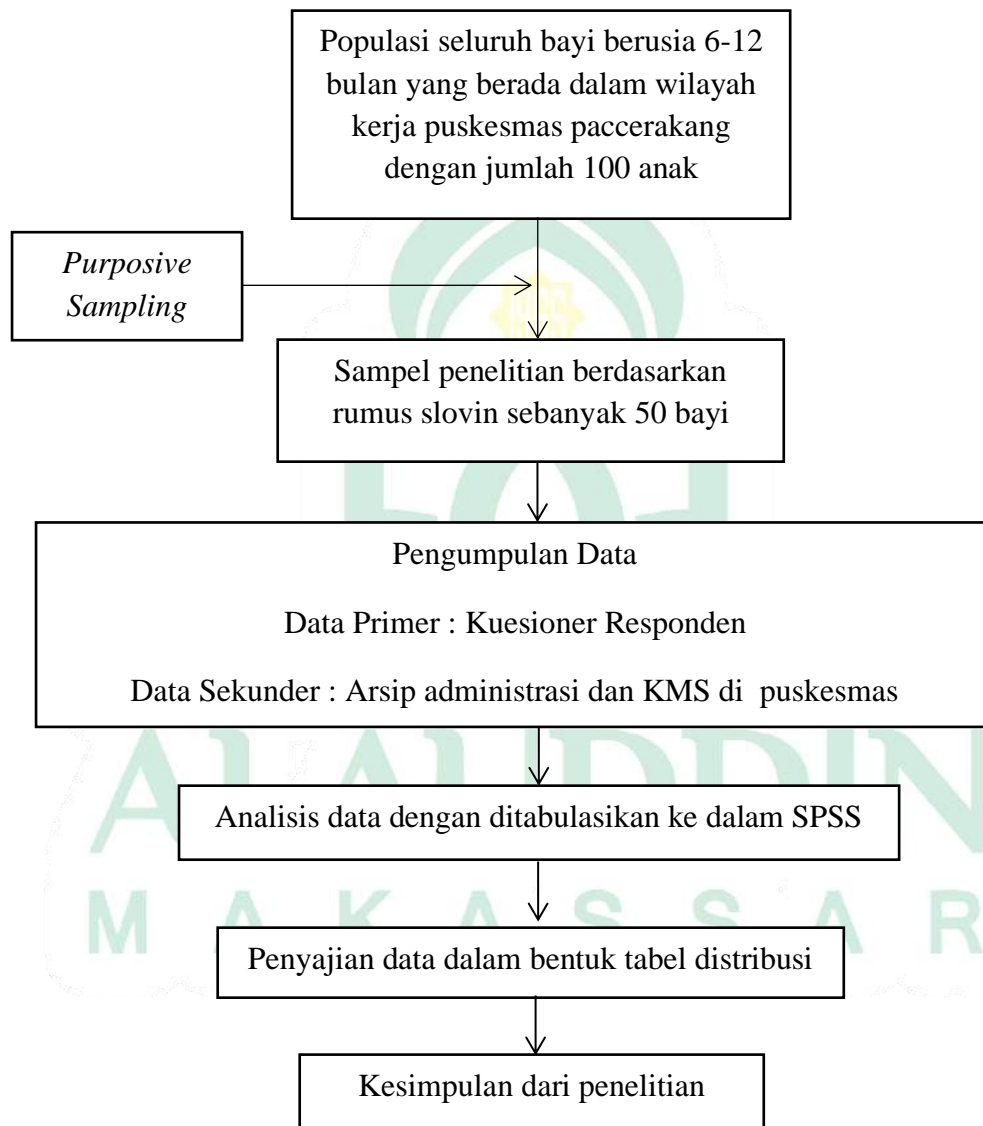 Populasi seluruh bayi berusia 6-12
bulan yang berada dalam wilayah
kerja puskesmas paccerakang
dengan jumlah 100 anak
Purposive
Sampling
Sampel penelitian berdasarkan
rumus slovin sebanyak 50 bayi
Pengumpulan Data
Data Primer : Kuesioner Responden
Data Sekunder : Arsip administrasi dan KMS di puskesmas
ALAUDDIN
Analisis data dengan ditabulasikan ke dalam SPSS
MAKASSAR
Penyajian data dalam bentuk tabel distribusi
Kesimpulan dari penelitian